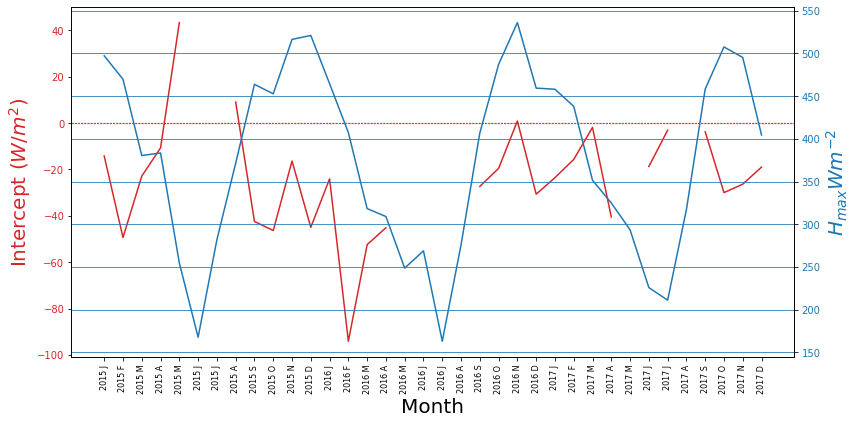 Intercept (W/m²)
40
20
0
−20
−40
−60
−80
−100
550
500
450
400
350
300
250
200
150
H_max Wm⁻²
2015 J
2015 F
2015 M
2015 A
2015 M
2015 J
2015 J
2015 A
2015 S
2015 O
2015 N
2015 D
2016 J
2016 F
2016 M
2016 A
2016 M
2016 J
2016 J
2016 A
2016 S
2016 O
2016 N
2016 D
2017 J
2017 F
2017 M
2017 A
2017 M
2017 J
2017 J
2017 A
2017 S
2017 O
2017 N
2017 D
Month